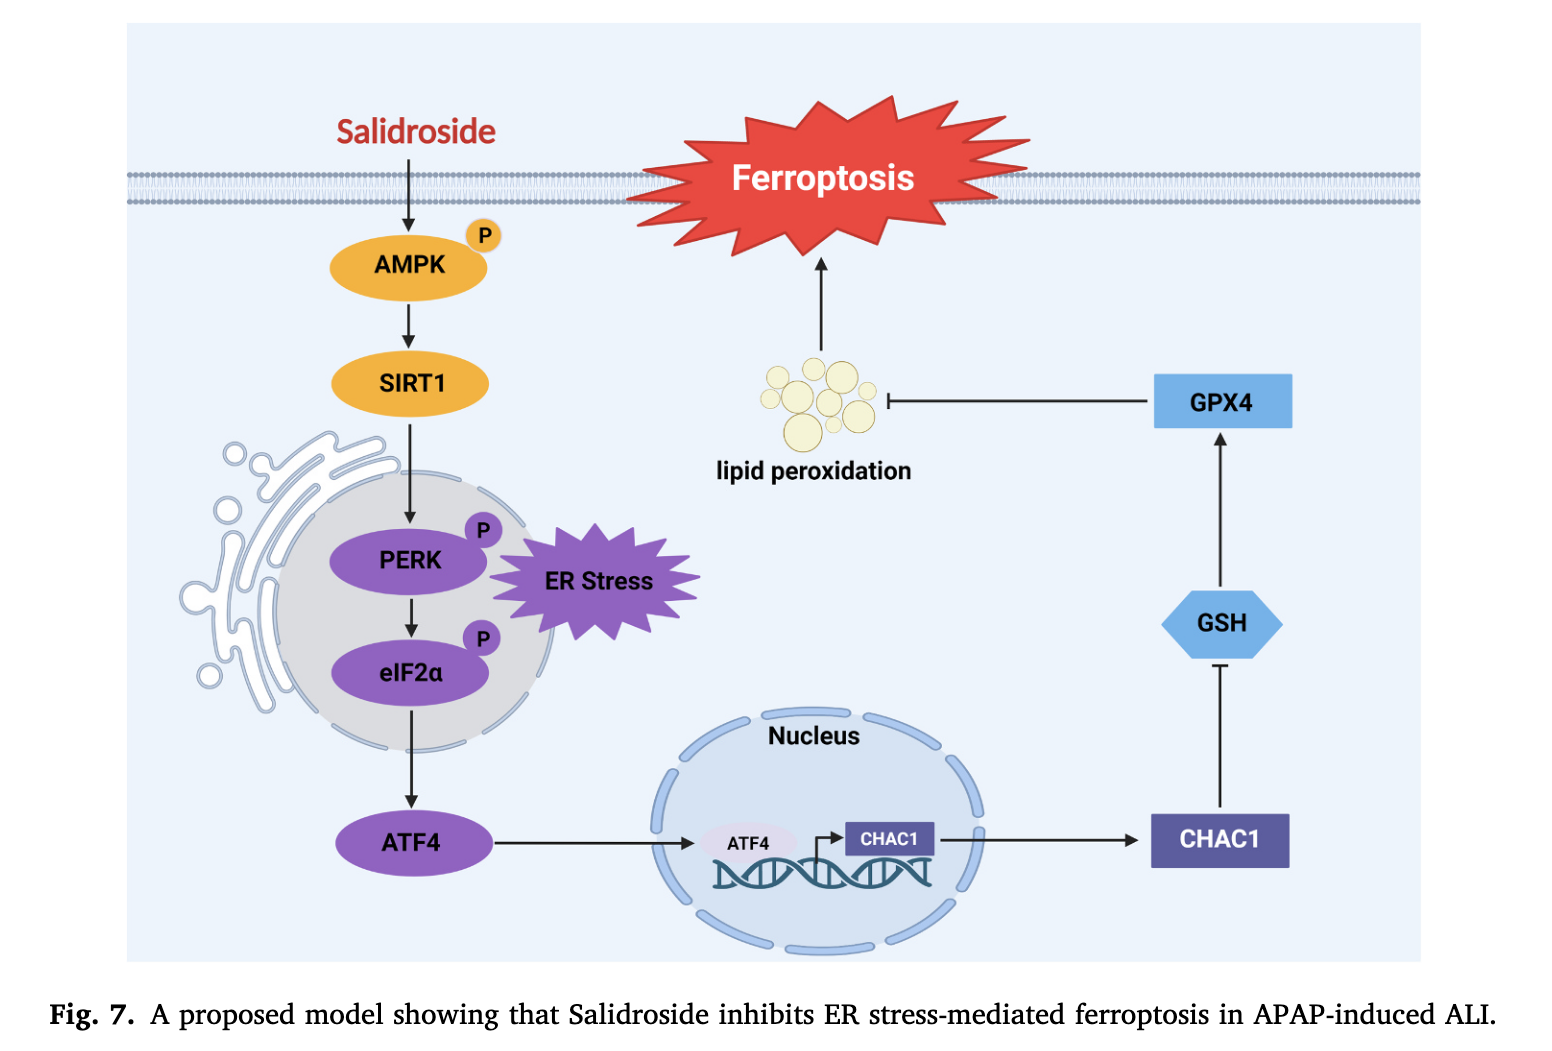 Salidroside
Ferroptosis
P
AMPK
SIRT1
GPX4
lipid peroxidation
P
PERK
ER Stress
GSH
P
eIF2α
Nucleus
ATF4
ATF4
CHAC1
CHAC1
Fig. 7. A proposed model showing that Salidroside inhibits ER stress-mediated ferroptosis in APAP-induced ALI.